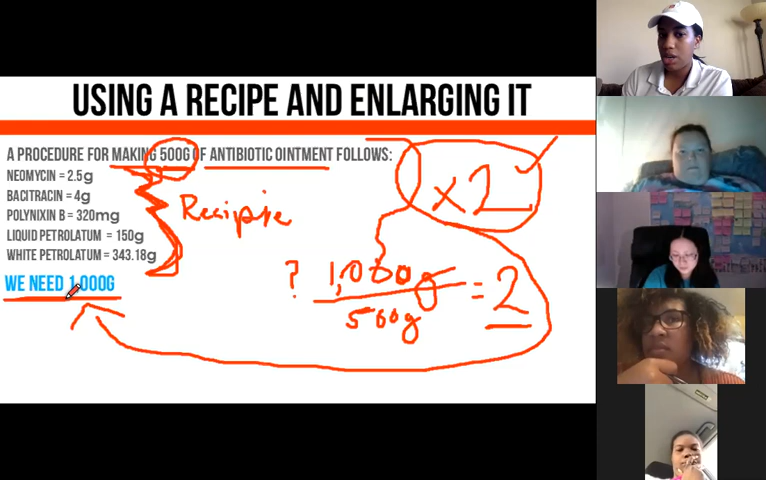 USING A RECIPE AND ENLARGING IT
A PROCEDURE FOR MAKING 500G OF ANTIBIOTIC OINTMENT FOLLOWS:
NEOMYCIN = 2.5g
BACITRACIN = 4g
POLYNIXIN B = 320mg
LIQUID PETROLATUM = 150g
WHITE PETROLATUM = 343.18g
WE NEED 1,000G
Recipie
x 2
? 1,000g
500g
= 2